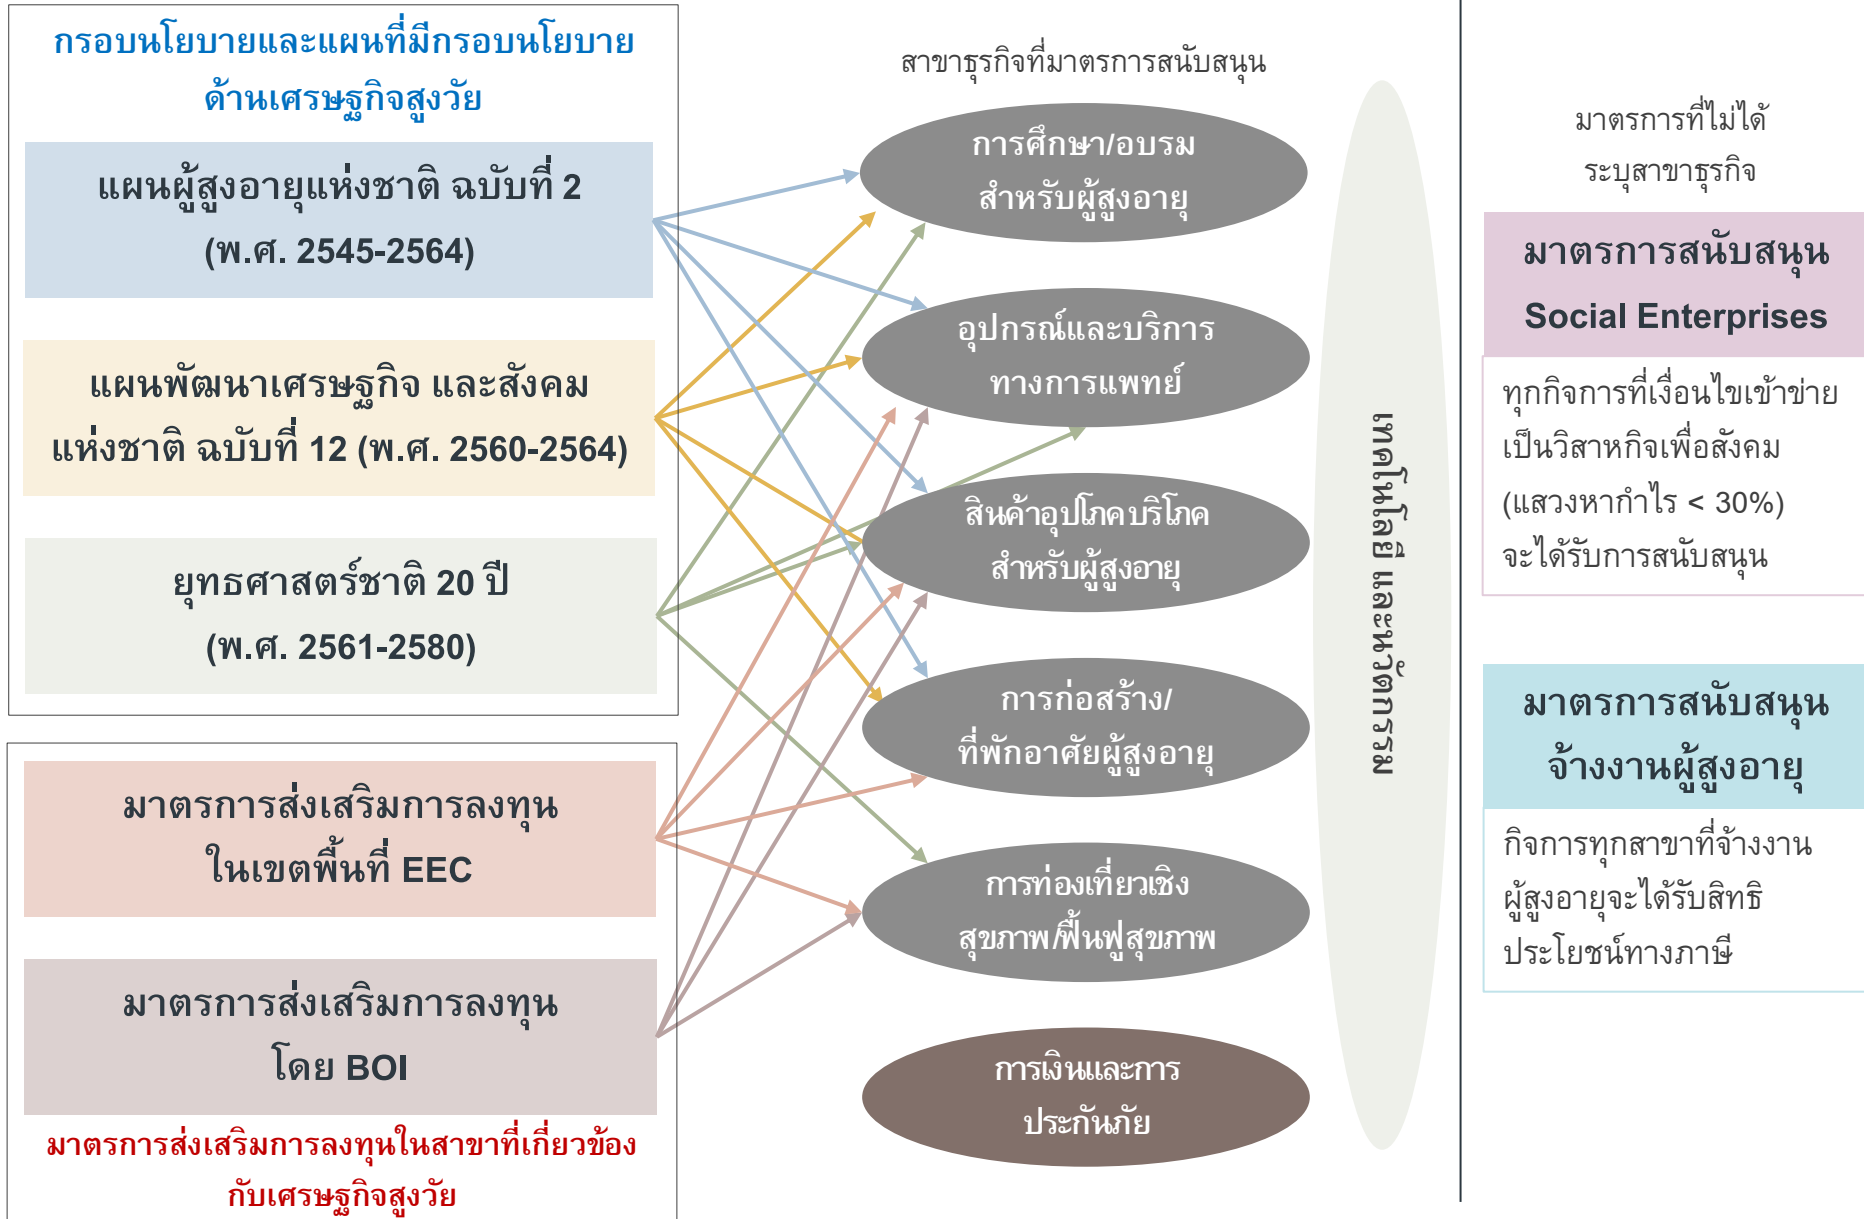 กรอบนโยบายและแผนที่มีกรอบนโยบาย
ด้านเศรษฐกิจสูงวัย
แผนผู้สูงอายุแห่งชาติ ฉบับที่ 2
(พ.ศ. 2545-2564)
แผนพัฒนาเศรษฐกิจ และสังคม
แห่งชาติ ฉบับที่ 12 (พ.ศ. 2560-2564)
ยุทธศาสตร์ชาติ 20 ปี
(พ.ศ. 2561-2580)
มาตรการส่งเสริมการลงทุน
ในเขตพื้นที่ EEC
มาตรการส่งเสริมการลงทุน
โดย BOI
มาตรการส่งเสริมการลงทุนในสาขาที่เกี่ยวข้อง
กับเศรษฐกิจสูงวัย
สาขาธุรกิจที่มาตรการสนับสนุน
การศึกษา/อบรม
สำหรับผู้สูงอายุ
อุปกรณ์และบริการ
ทางการแพทย์
สินค้าอุปโภคบริโภค
สำหรับผู้สูงอายุ
การก่อสร้าง/
ที่พักอาศัยผู้สูงอายุ
การท่องเที่ยวเชิง
สุขภาพ/ฟื้นฟูสุขภาพ
การเงินและการ
ประกันภัย
เทคโนโลยี และนวัตกรรม
มาตรการที่ไม่ได้
ระบุสาขาธุรกิจ
มาตรการสนับสนุน
Social Enterprises
ทุกกิจการที่เงื่อนไขเข้าข่าย
เป็นวิสาหกิจเพื่อสังคม
(แสวงหากำไร < 30%)
จะได้รับการสนับสนุน
มาตรการสนับสนุน
จ้างงานผู้สูงอายุ
กิจการทุกสาขาที่จ้างงาน
ผู้สูงอายุจะได้รับสิทธิ
ประโยชน์ทางภาษี